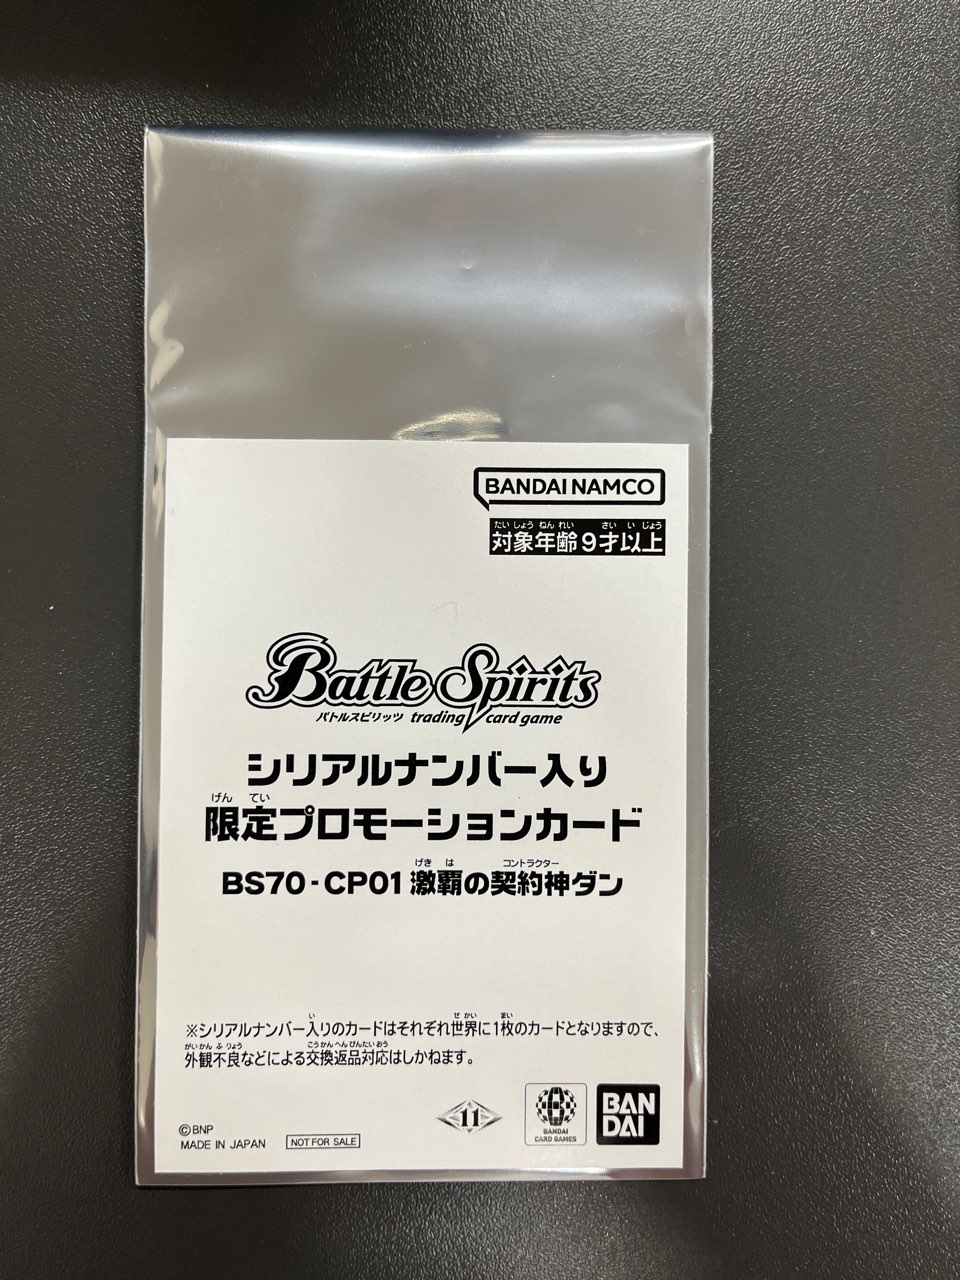 BANDAI NAMCO
たいしょうねんれい さいいじょう
対象年齢9才以上
Battle Spirits
バトルスピリッツ trading card game
シリアルナンバー入り
げんてい
限定プロモーションカード
げきは コントラクター
BS70-CP01 激覇の契約神ダン
い せかい まい
※シリアルナンバー入りのカードはそれぞれ世界に1枚のカードとなりますので、
がいかんふりょう こうかんへんぴんたいおう
外観不良などによる交換返品対応はしかねます。
©BNP
MADE IN JAPAN NOT FOR SALE
11
BANDAI
CARD GAMES
BAN
DAI